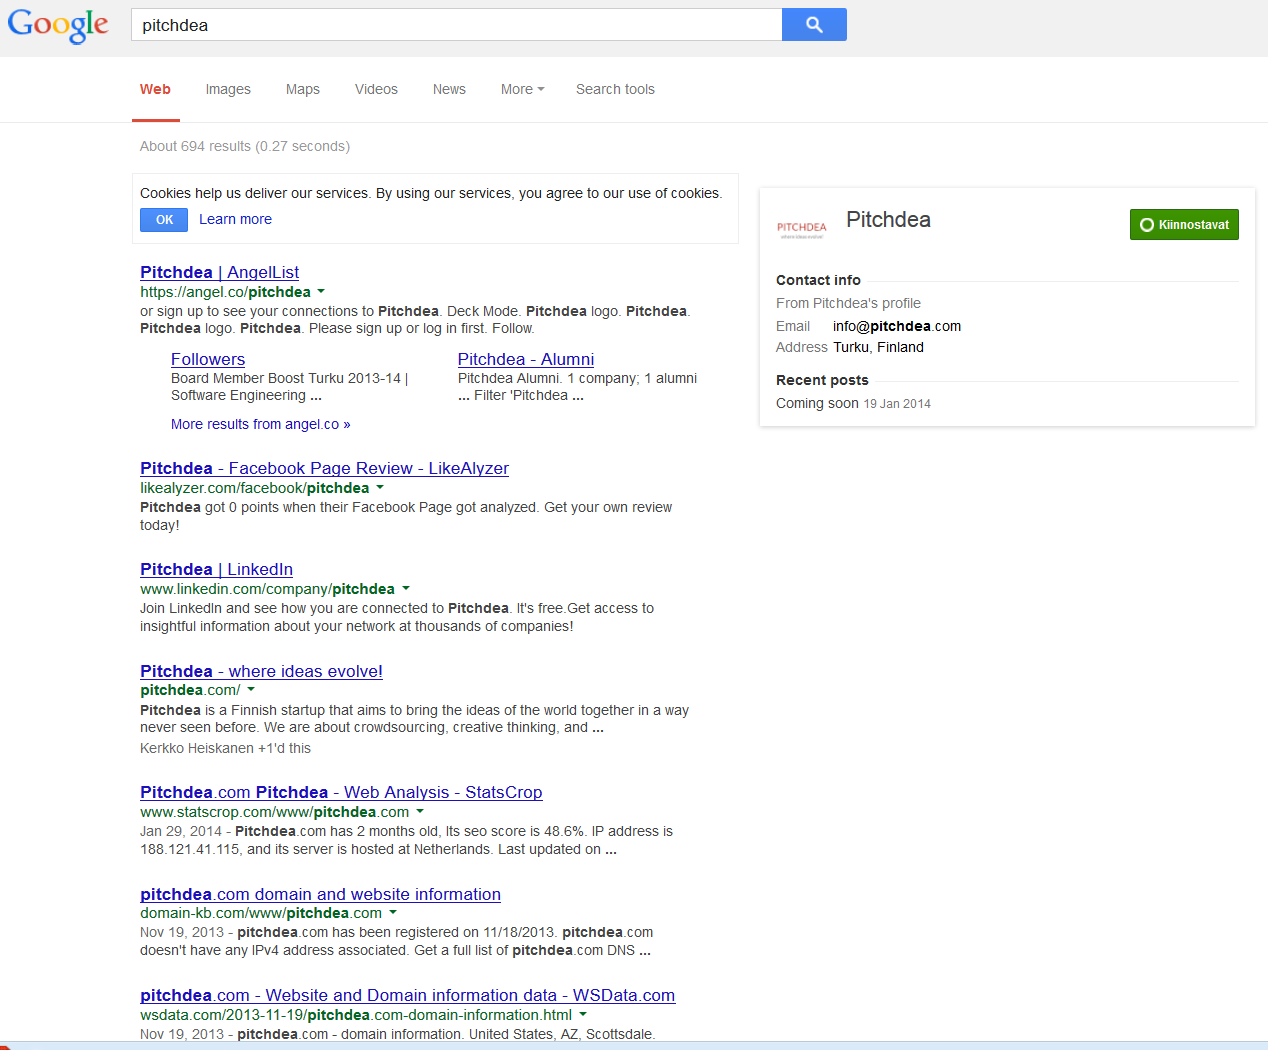 Google
pitchdea
Web Images Maps Videos News More Search tools
About 694 results (0.27 seconds)
Cookies help us deliver our services. By using our services, you agree to our use of cookies.
OK Learn more
Pitchdea | AngelList
https://angel.co/pitchdea
or sign up to see your connections to Pitchdea. Deck Mode. Pitchdea logo. Pitchdea.
Pitchdea logo. Pitchdea. Please sign up or log in first. Follow.
Followers
Board Member Boost Turku 2013-14 |
Software Engineering ...
Pitchdea - Alumni
Pitchdea Alumni. 1 company; 1 alumni
... Filter 'Pitchdea ...
More results from angel.co »
Pitchdea - Facebook Page Review - LikeAlyzer
likealyzer.com/facebook/pitchdea
Pitchdea got 0 points when their Facebook Page got analyzed. Get your own review
today!
Pitchdea | LinkedIn
www.linkedin.com/company/pitchdea
Join LinkedIn and see how you are connected to Pitchdea. It's free.Get access to
insightful information about your network at thousands of companies!
Pitchdea - where ideas evolve!
pitchdea.com/
Pitchdea is a Finnish startup that aims to bring the ideas of the world together in a way
never seen before. We are about crowdsourcing, creative thinking, and ...
Kerkko Heiskanen +1'd this
Pitchdea.com Pitchdea - Web Analysis - StatsCrop
www.statscrop.com/www/pitchdea.com
Jan 29, 2014 - Pitchdea.com has 2 months old, Its seo score is 48.6%. IP address is
188.121.41.115, and its server is hosted at Netherlands. Last updated on ...
pitchdea.com domain and website information
domain-kb.com/www/pitchdea.com
Nov 19, 2013 - pitchdea.com has been registered on 11/18/2013. pitchdea.com
doesn't have any IPv4 address associated. Get a full list of pitchdea.com DNS ...
pitchdea.com - Website and Domain information data - WSData.com
wsdata.com/2013-11-19/pitchdea.com-domain-information.html
Nov 19, 2013 - pitchdea.com - domain information. United States, AZ, Scottsdale.
PITCHDEA
where ideas evolve!
Pitchdea
Kiinnostavat
Contact info
From Pitchdea's profile
Email info@pitchdea.com
Address Turku, Finland
Recent posts
Coming soon 19 Jan 2014